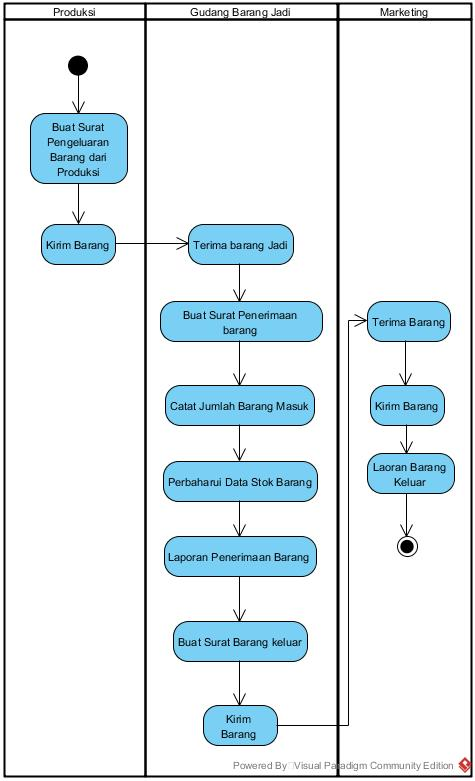 Produksi
Gudang Barang Jadi
Marketing
Buat Surat
Pengeluaran
Barang dari
Produksi
Kirim Barang
Terima barang Jadi
Buat Surat Penerimaan
barang
Catat Jumlah Barang Masuk
Perbaharui Data Stok Barang
Laporan Penerimaan Barang
Buat Surat Barang keluar
Kirim
Barang
Terima Barang
Kirim Barang
Laoran Barang
Keluar
Powered By Visual Paradigm Community Edition